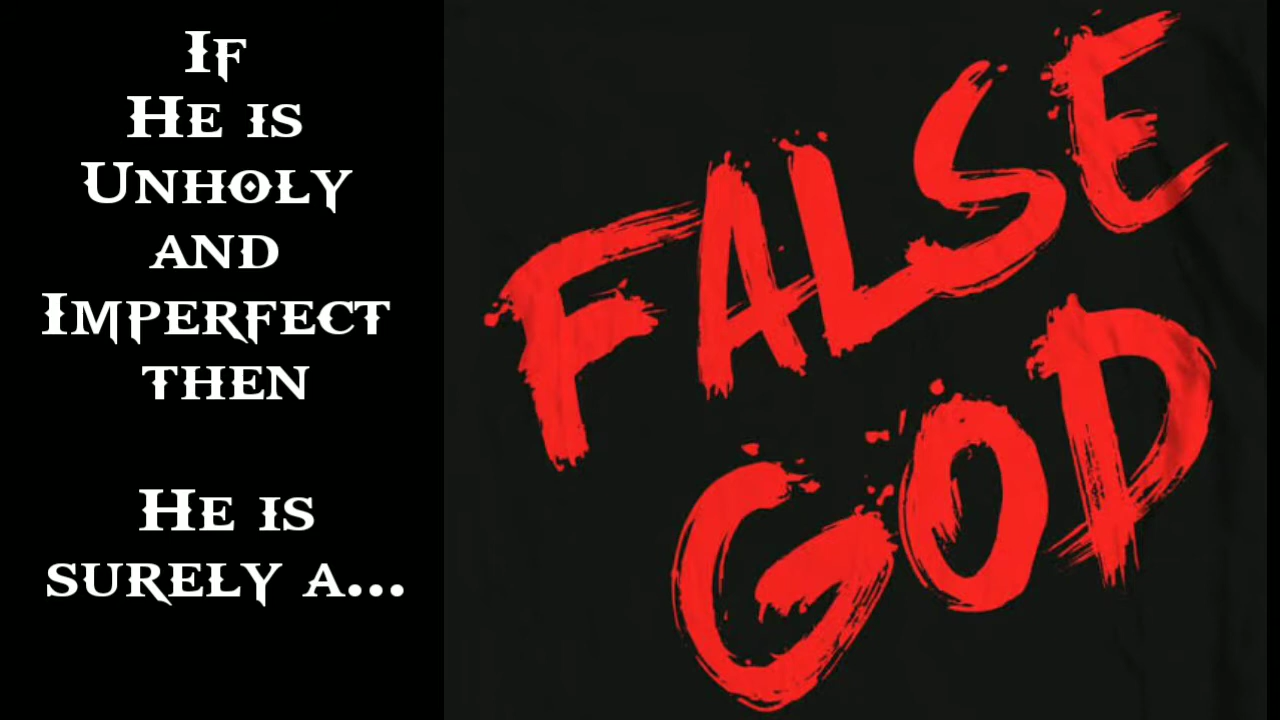 If
He is
Unholy
and
Imperfect
then
He is
surely a...
FALSE
GOD